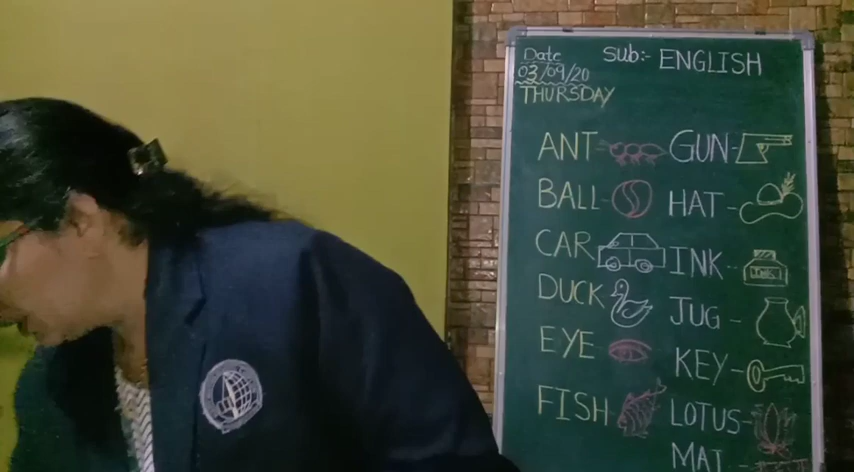 Date
03/09/20
Sub:- ENGLISH
THURSDAY
ANT
BALL
CAR
DUCK
EYE
FISH
GUN
HAT
INK
INK
JUG
KEY
LOTUS
MAT